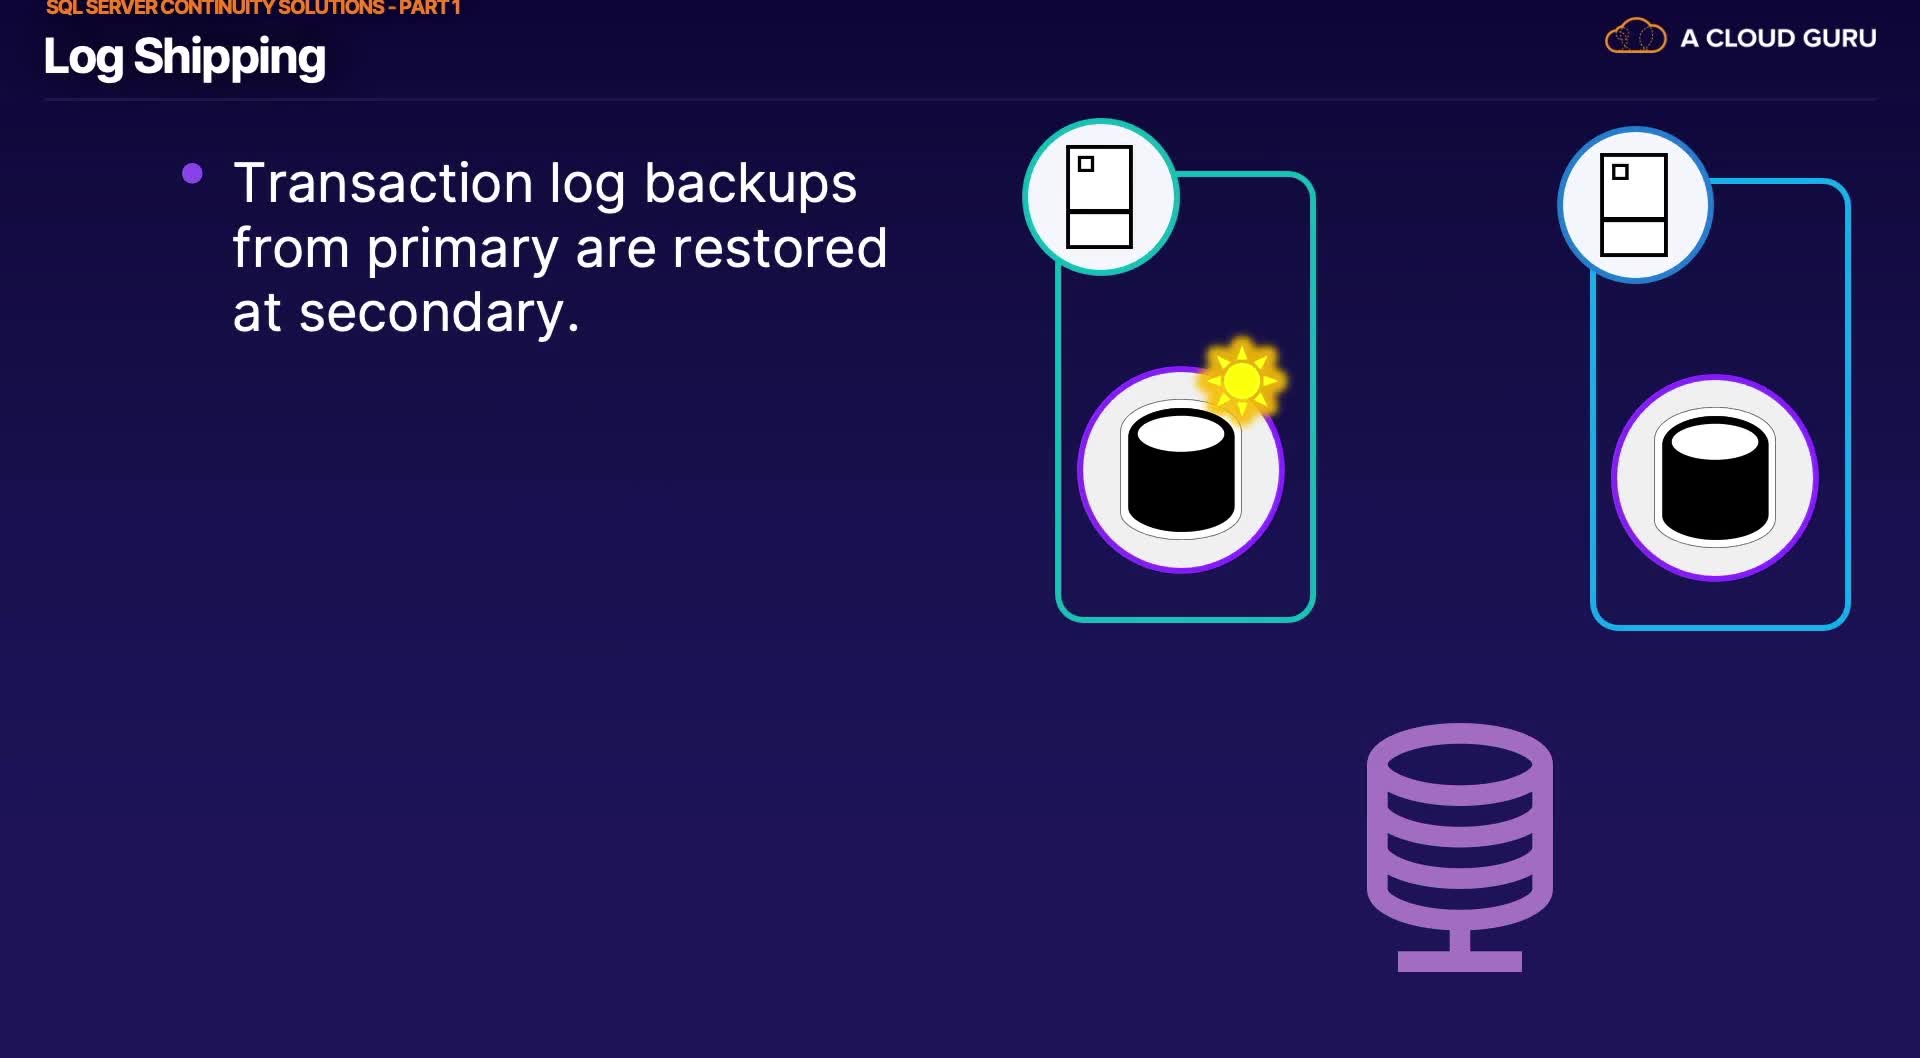 SQL SERVER CONTINUITY SOLUTIONS - PART 1
Log Shipping
A CLOUD GURU
Transaction log backups
from primary are restored
at secondary.